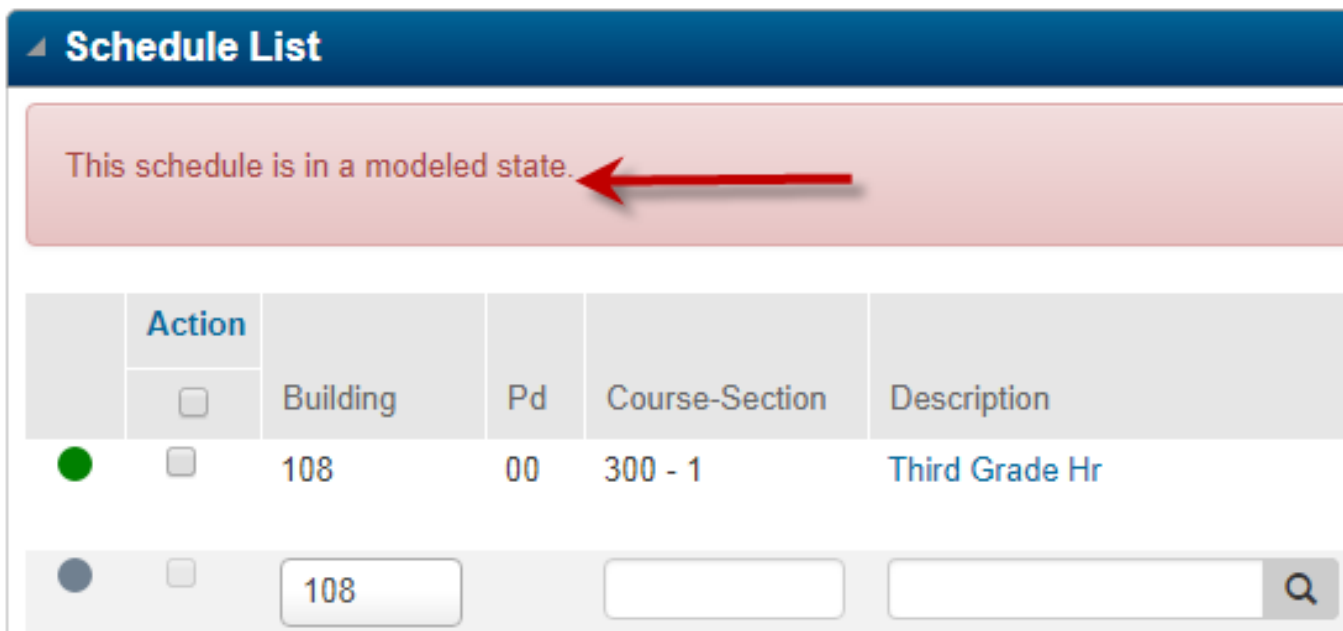 Schedule List
This schedule is in a modeled state.
Action
Building Pd Course-Section Description
108 00 300 - 1 Third Grade Hr
108